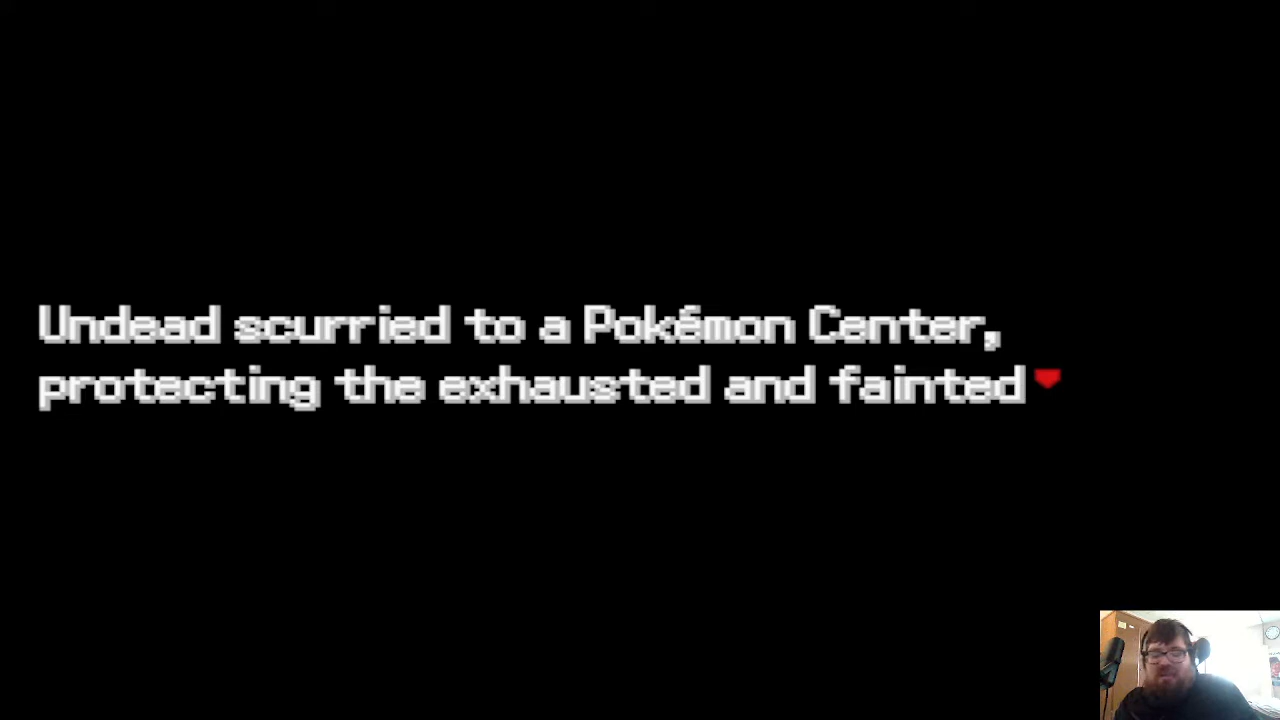 Undead scurried to a Pokémon Center,
protecting the exhausted and fainted